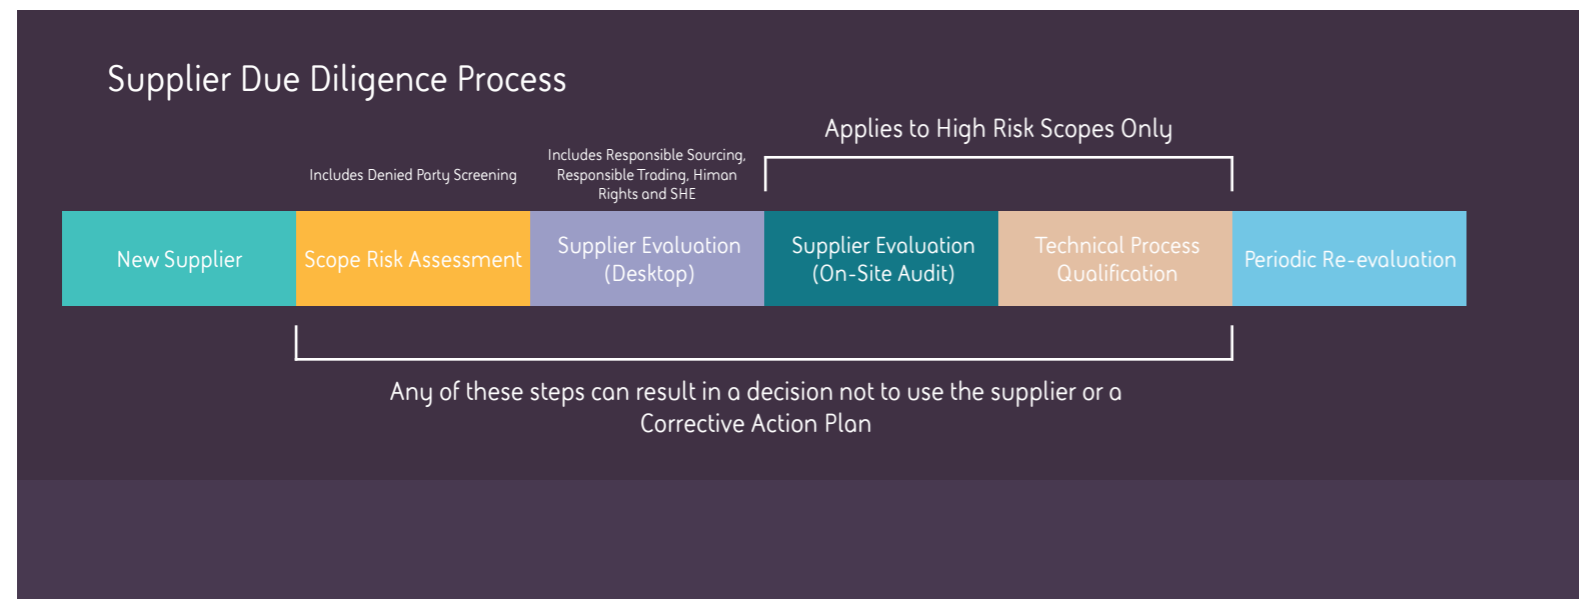 Supplier Due Diligence Process
Applies to High Risk Scopes Only
Includes Denied Party Screening
Includes Responsible Sourcing,
Responsible Trading, Himan
Rights and SHE
New Supplier
Scope Risk Assessment
Supplier Evaluation
(Desktop)
Supplier Evaluation
(On-Site Audit)
Technical Process
Qualification
Periodic Re-evaluation
Any of these steps can result in a decision not to use the supplier or a
Corrective Action Plan